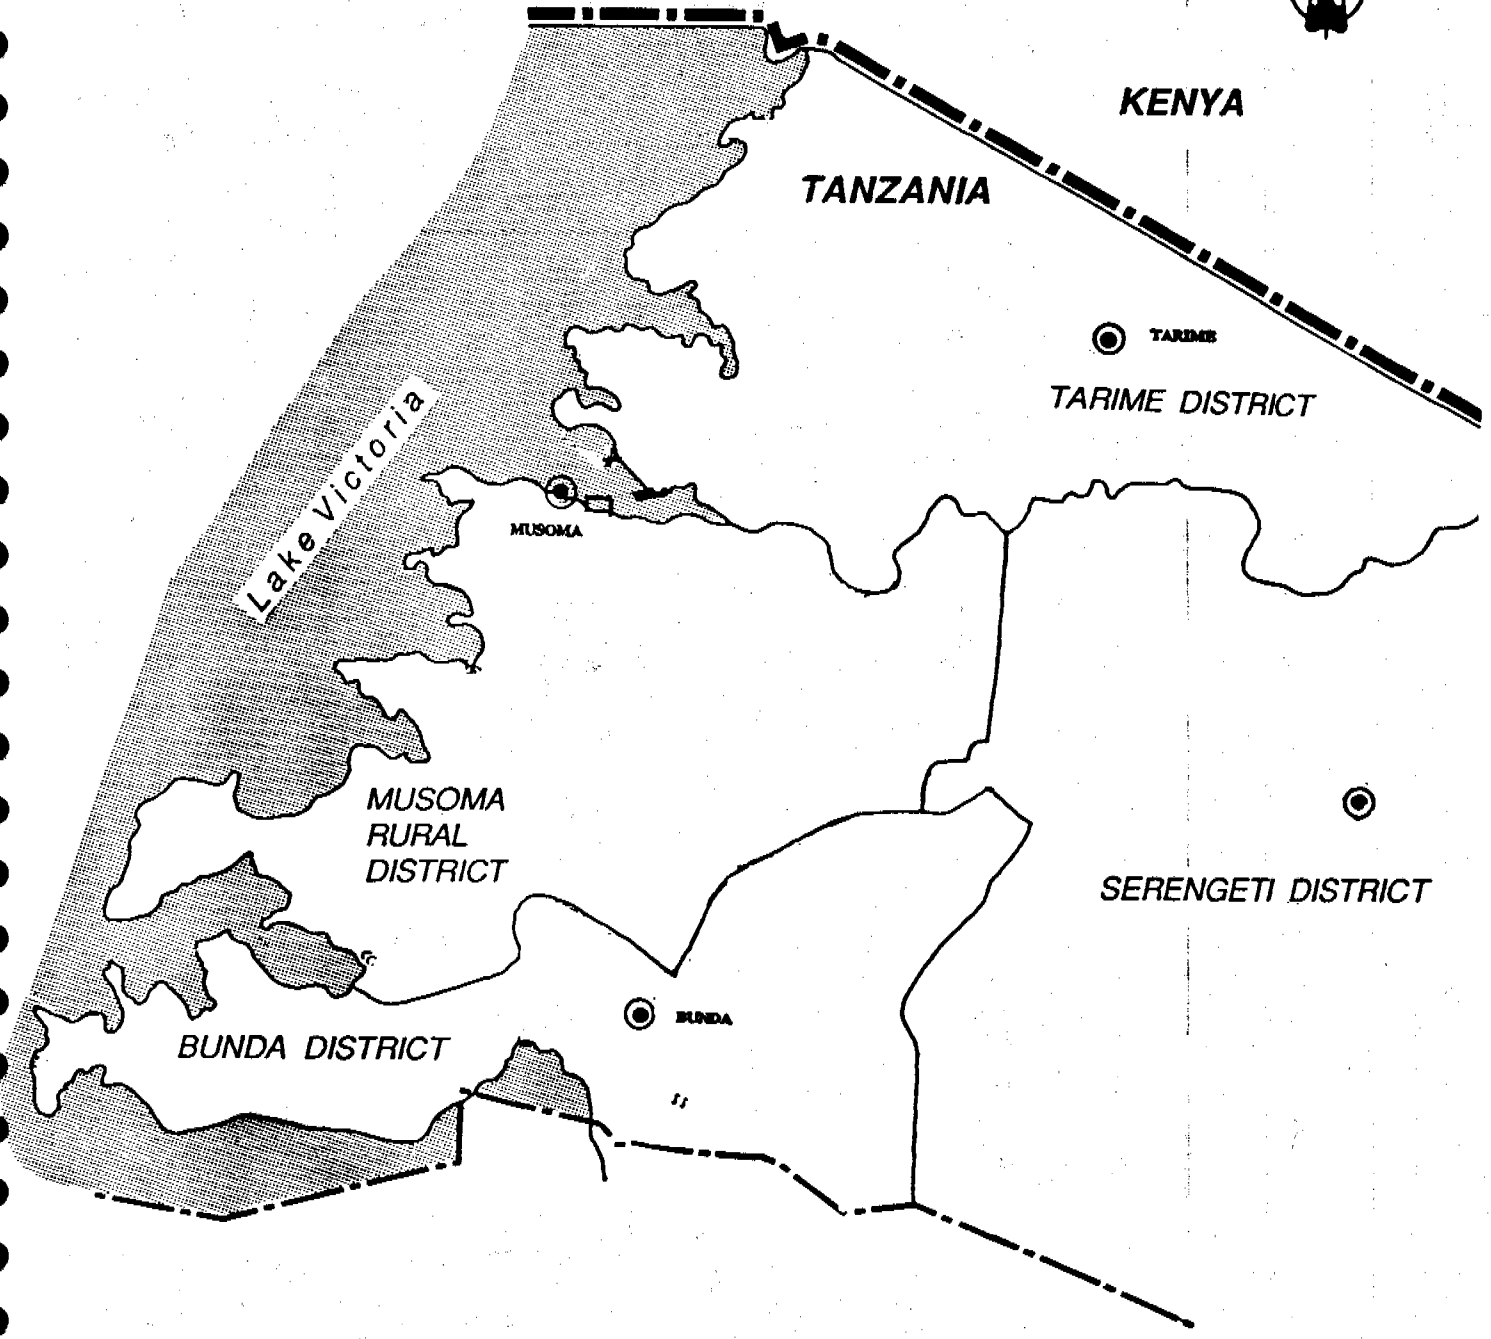 KENYA
TANZANIA
TARIME
TARIME DISTRICT
Lake Victoria
MUSOMA
MUSOMA
RURAL
DISTRICT
SERENGETI DISTRICT
BUNDA
BUNDA DISTRICT